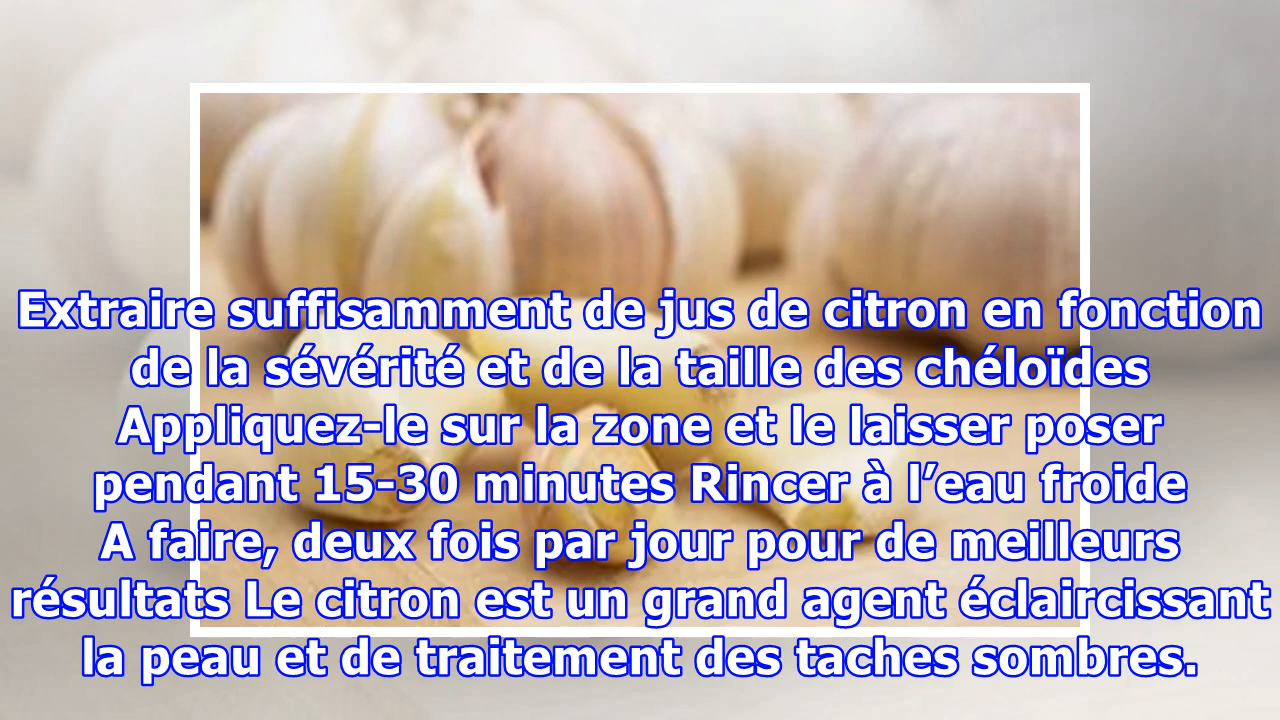 Extraire suffisamment de jus de citron en fonction
de la sévérité et de la taille des chéloïdes
Appliquez-le sur la zone et le laisser poser
pendant 15-30 minutes Rincer à l’eau froide
A faire, deux fois par jour pour de meilleurs
résultats Le citron est un grand agent éclaircissant
la peau et de traitement des taches sombres.